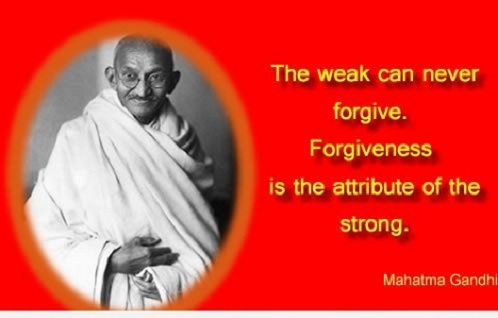 The weak can never
forgive.
Forgiveness
is the attribute of the
strong.
Mahatma Gandhi